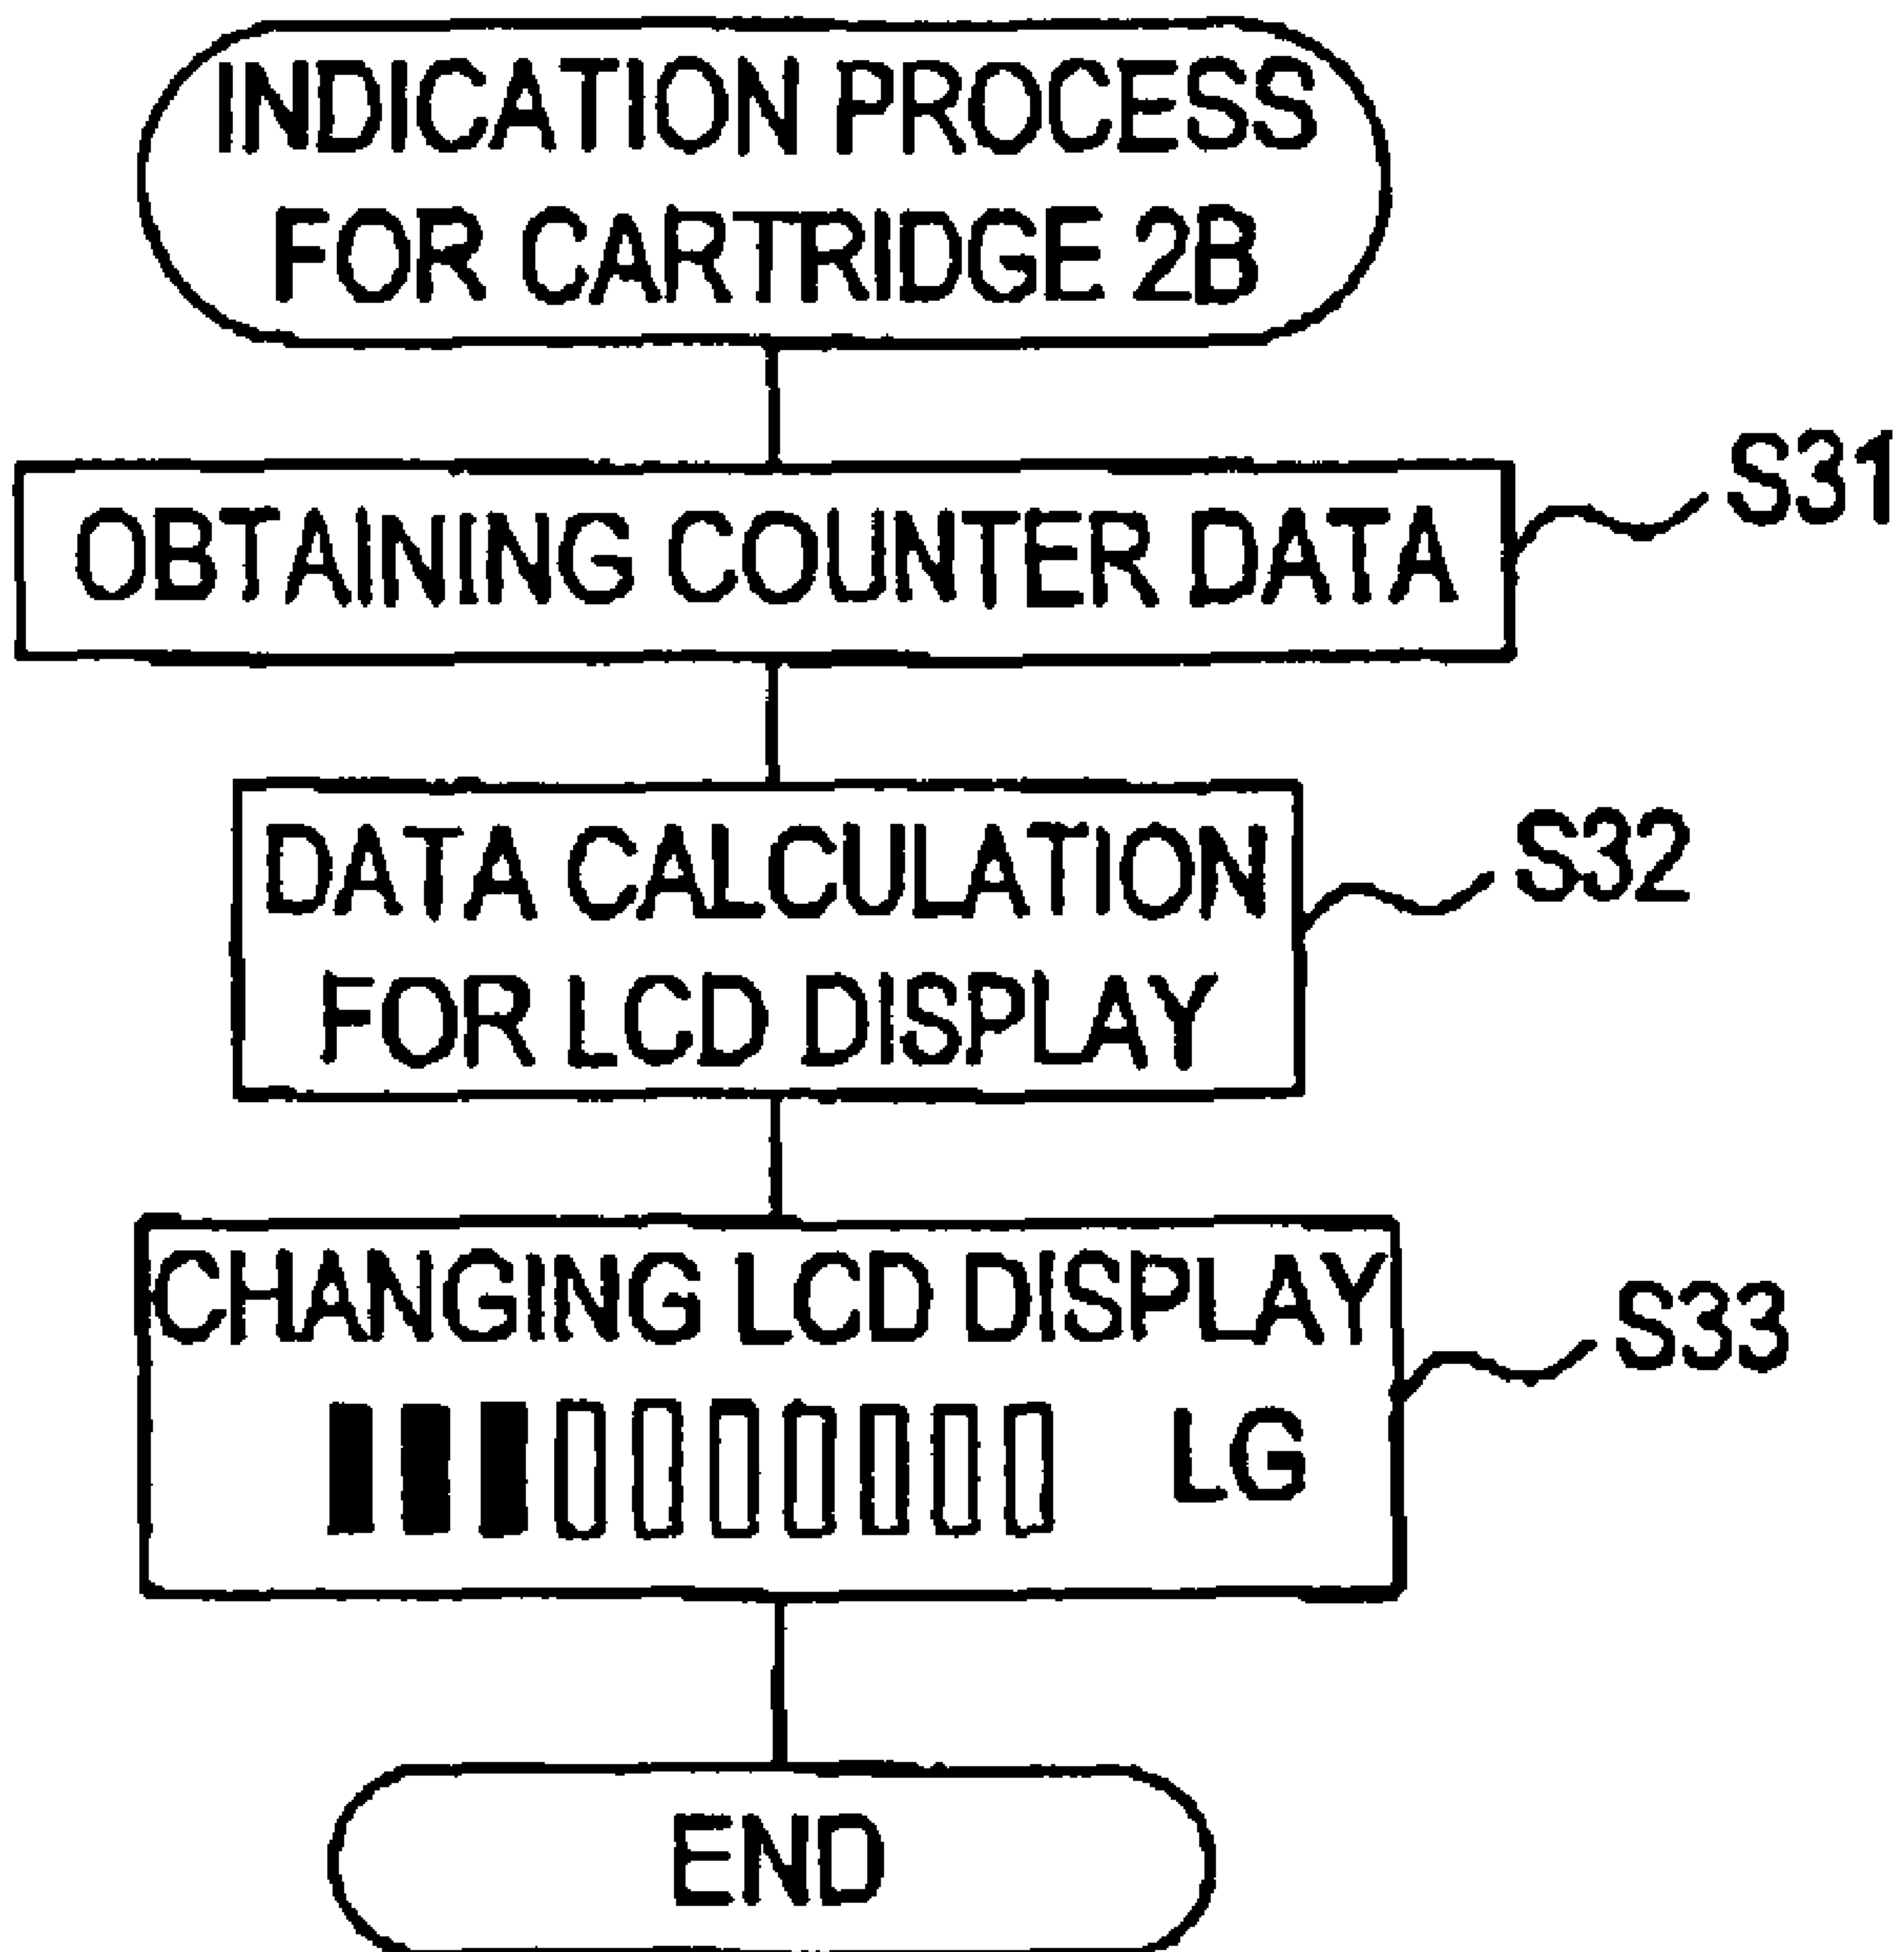 INDICATION PROCESS
FOR CARTRIDGE 2B
OBTAINING COUNTER DATA
S31
DATA CALCULATION
FOR LCD DISPLAY
S32
CHANGING LCD DISPLAY
LG
S33
END